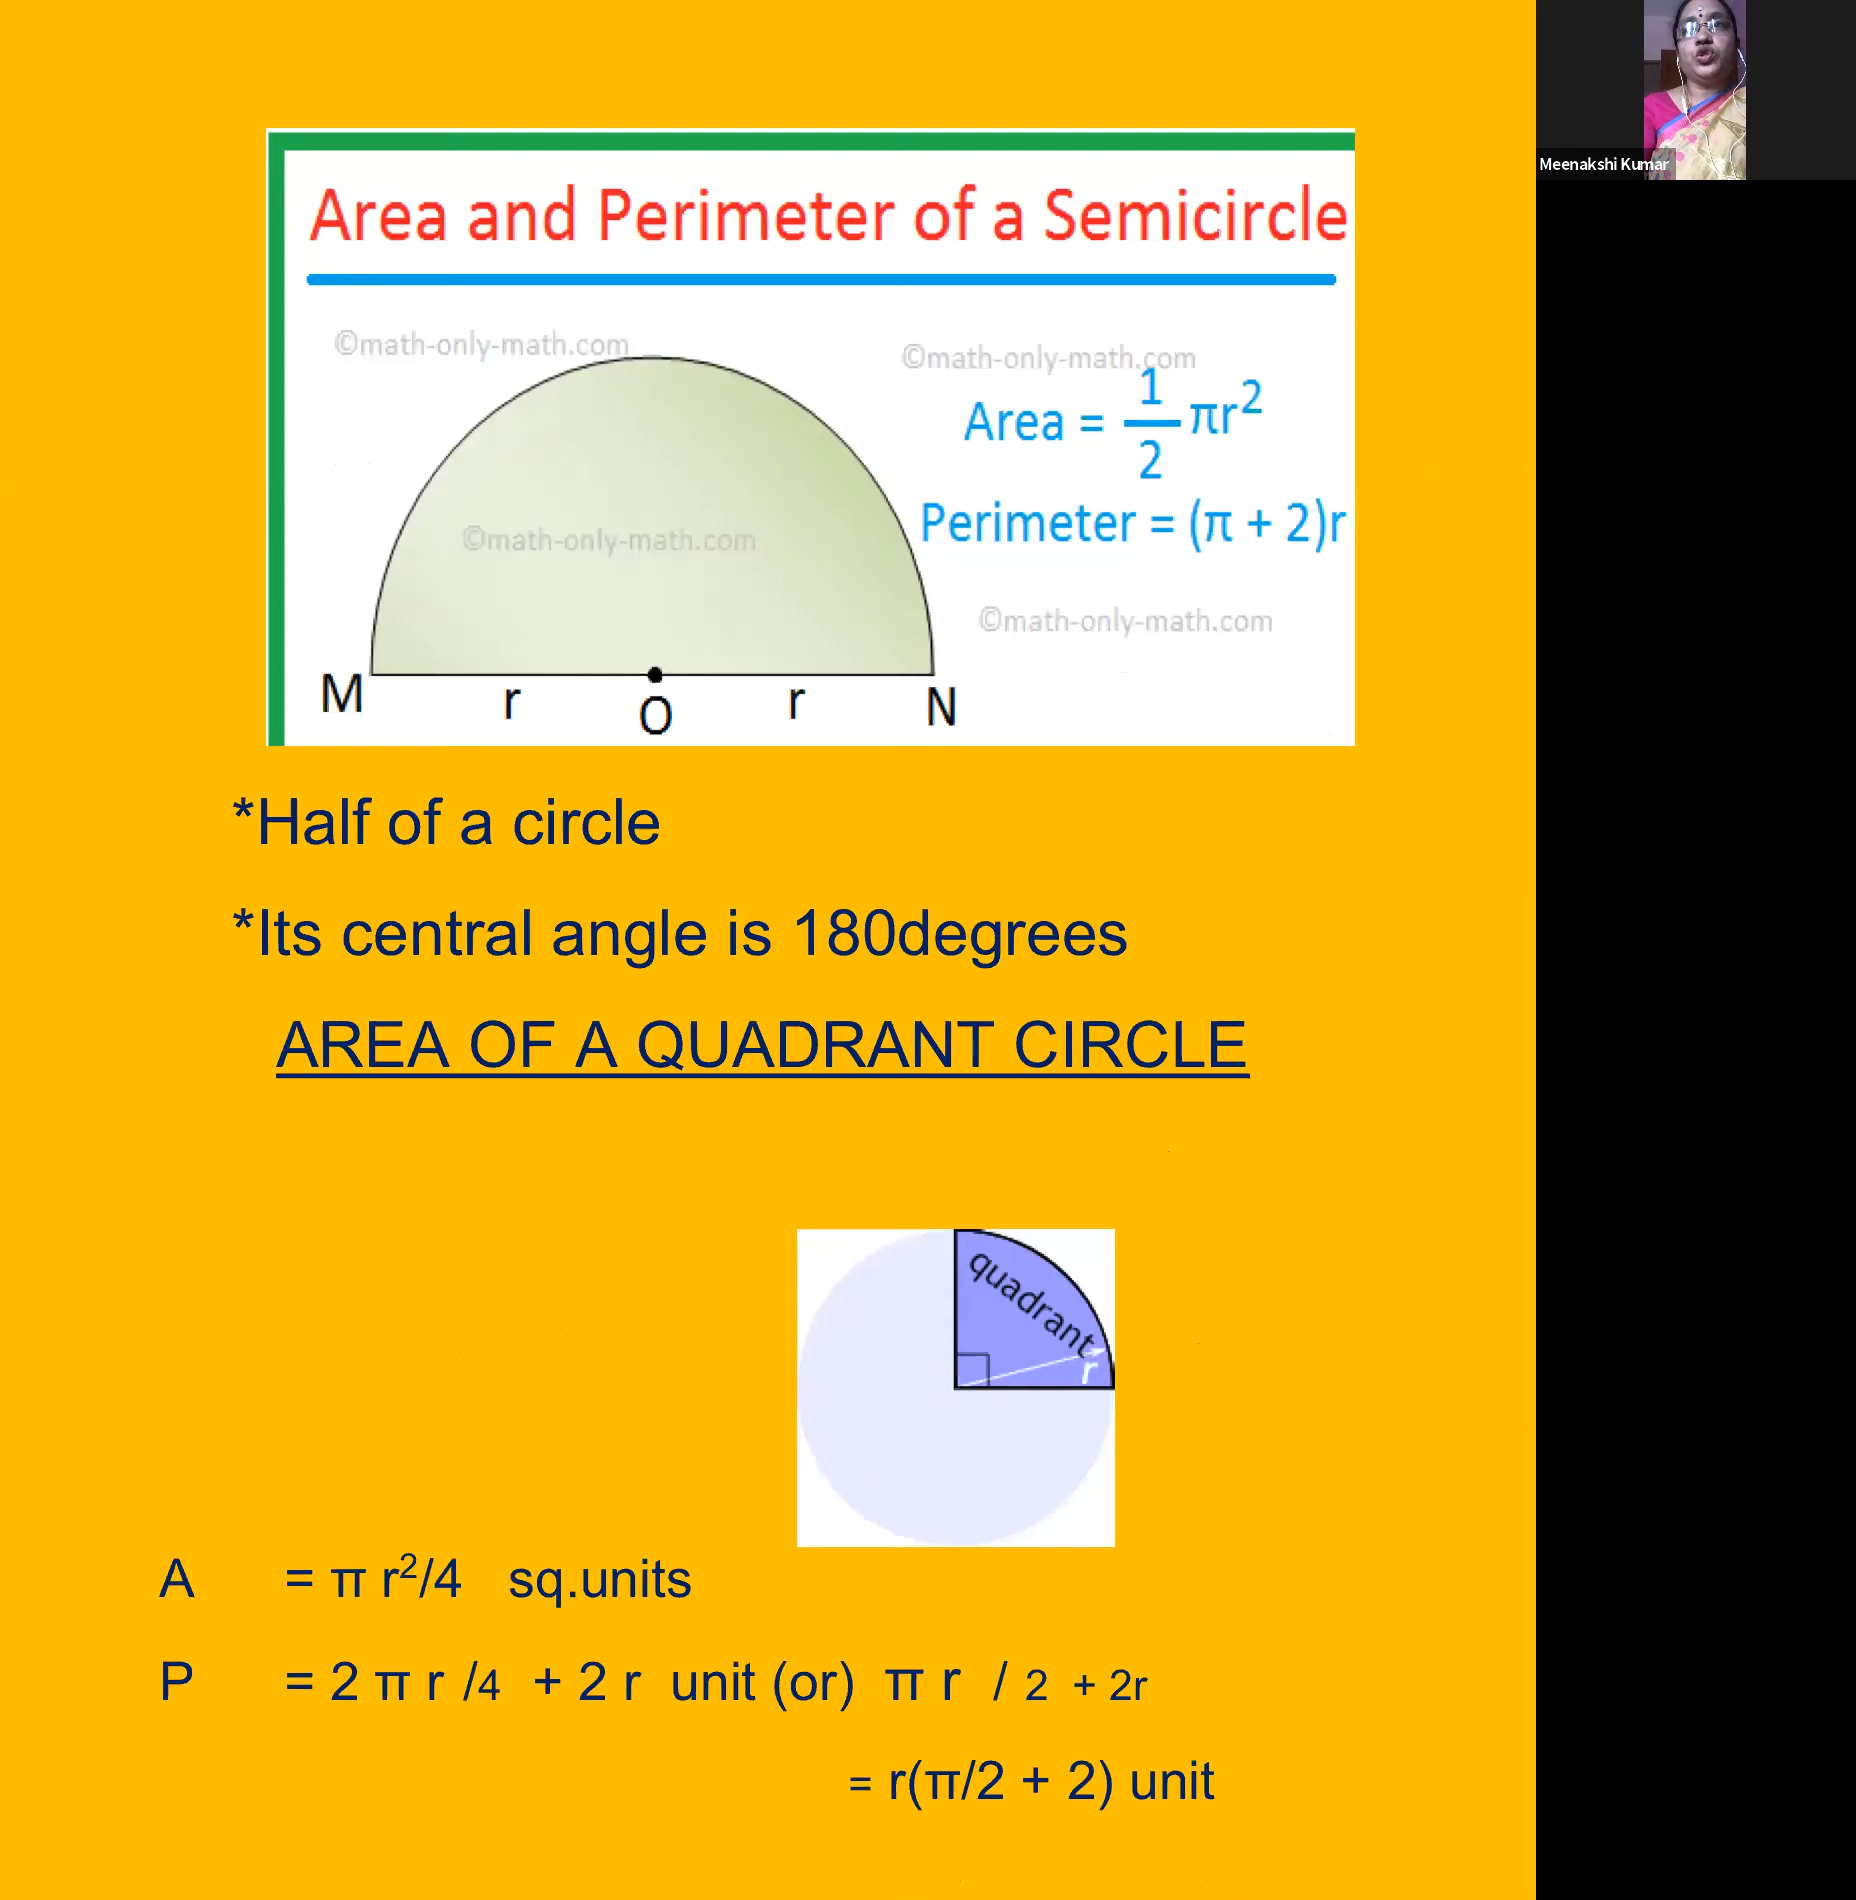 Meenakshi Kumar
Area and Perimeter of a Semicircle
©math-only-math.com
©math-only-math.com
Area = 1/2 πr²
©math-only-math.com
Perimeter = (π + 2)r
©math-only-math.com
M r O r N
*Half of a circle
*Its central angle is 180degrees
AREA OF A QUADRANT CIRCLE
quadrant
r
A = π r²/4 sq.units
P = 2 π r /4 + 2 r unit (or) π r / 2 + 2r
= r(π/2 + 2) unit